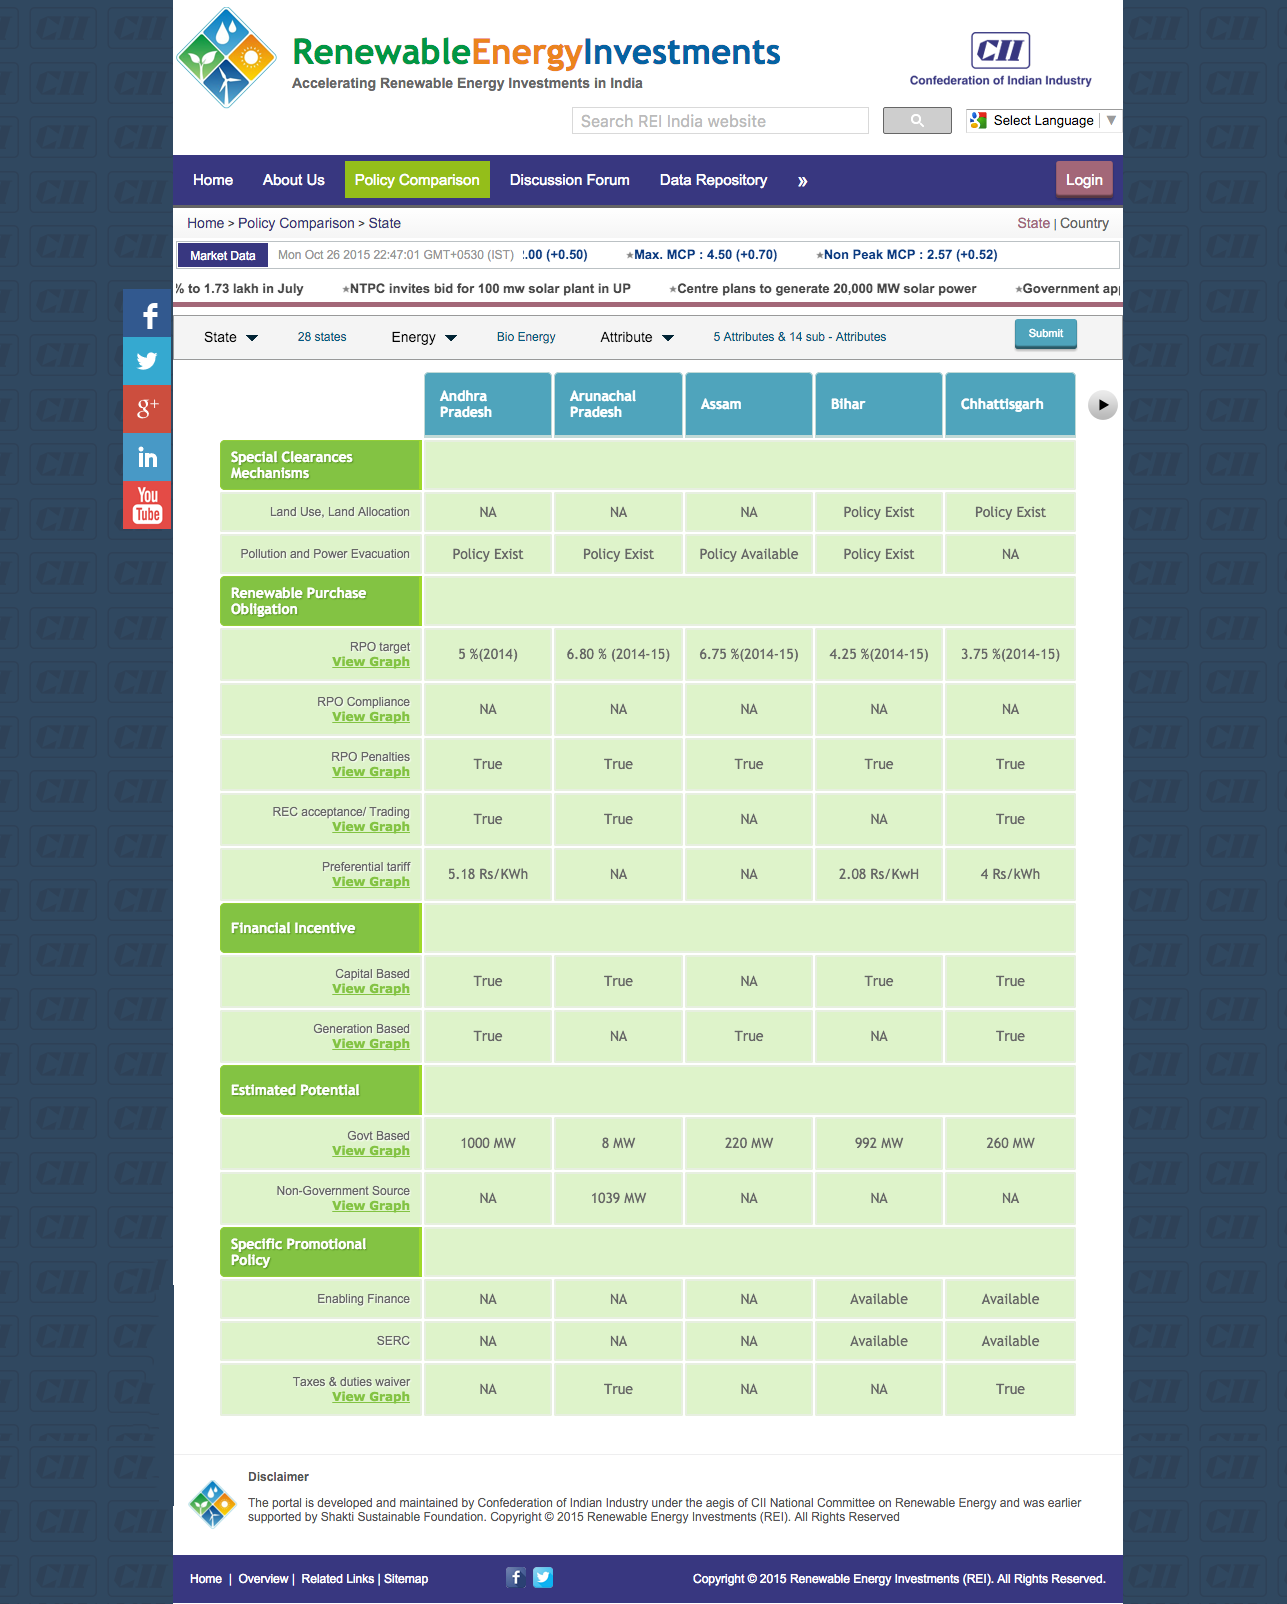 RenewableEnergyInvestments
Accelerating Renewable Energy Investments in India
CII
Confederation of Indian Industry
Search REI India website
Select Language ▼
Home About Us Policy Comparison Discussion Forum Data Repository » Login
Home > Policy Comparison > State State | Country
Market Data Mon Oct 26 2015 22:47:01 GMT+0530 (IST) .00 (+0.50) ★Max. MCP : 4.50 (+0.70) ★Non Peak MCP : 2.57 (+0.52)
% to 1.73 lakh in July ★NTPC invites bid for 100 mw solar plant in UP ★Centre plans to generate 20,000 MW solar power ★Government
State 28 states Energy Bio Energy Attribute 5 Attributes & 14 sub - Attributes Submit
f
g+
in
You
Tube
Andhra
Pradesh
Arunachal
Pradesh
Assam
Bihar
Chhattisgarh
Special Clearances
Mechanisms
Land Use, Land Allocation NA NA NA Policy Exist Policy Exist
Pollution and Power Evacuation Policy Exist Policy Exist Policy Available Policy Exist NA
Renewable Purchase
Obligation
RPO target
View Graph
5 %(2014) 6.80 % (2014-15) 6.75 %(2014-15) 4.25 %(2014-15) 3.75 %(2014-15)
RPO Compliance
View Graph
NA NA NA NA NA
RPO Penalties
View Graph
True True True True True
REC acceptance/ Trading
View Graph
True True NA NA True
Preferential tariff
View Graph
5.18 Rs/KWh NA NA 2.08 Rs/KwH 4 Rs/kWh
Financial Incentive
Capital Based
View Graph
True True NA True True
Generation Based
View Graph
True NA True NA True
Estimated Potential
Govt Based
View Graph
1000 MW 8 MW 220 MW 992 MW 260 MW
Non-Government Source
View Graph
NA 1039 MW NA NA NA
Specific Promotional
Policy
Enabling Finance NA NA NA Available Available
SERC NA NA NA Available Available
Taxes & duties waiver
View Graph
NA True NA NA True
Disclaimer
The portal is developed and maintained by Confederation of Indian Industry under the aegis of CII National Committee on Renewable Energy and was earlier
supported by Shakti Sustainable Foundation. Copyright © 2015 Renewable Energy Investments (REI). All Rights Reserved
Home | Overview | Related Links | Sitemap f Copyright © 2015 Renewable Energy Investments (REI). All Rights Reserved.